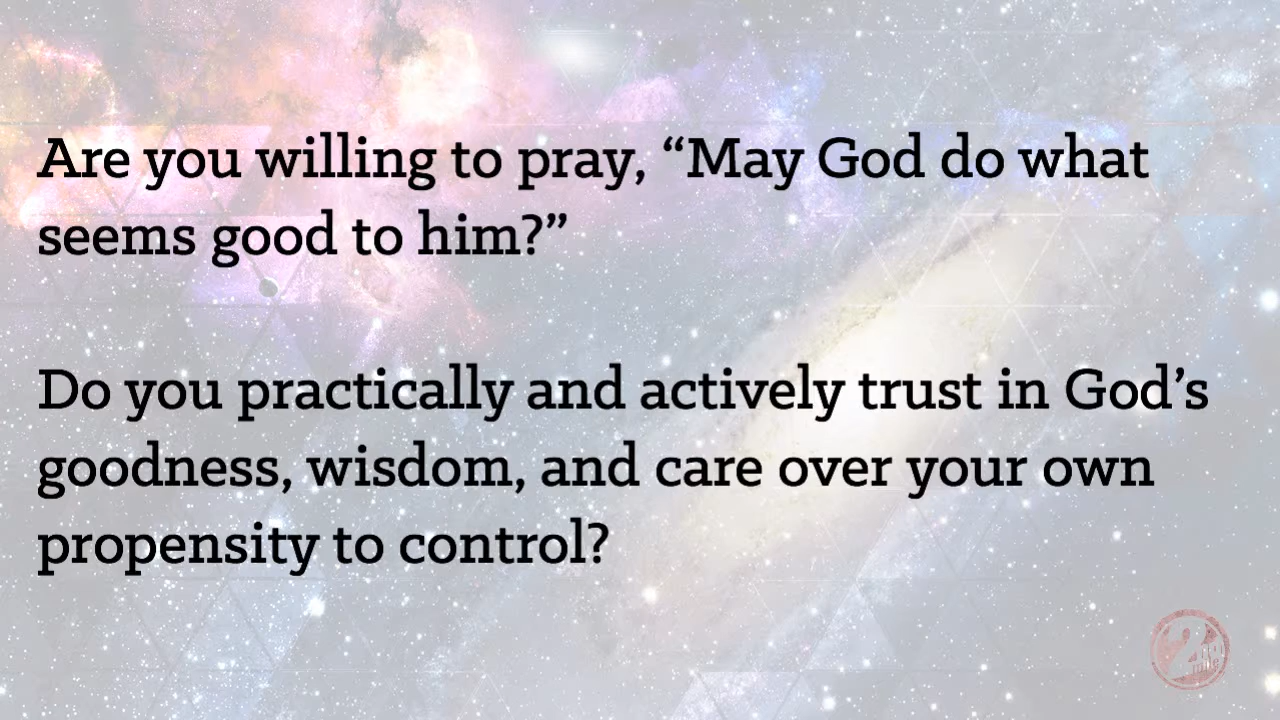 Are you willing to pray, “May God do what
seems good to him?”
Do you practically and actively trust in God’s
goodness, wisdom, and care over your own
propensity to control?
2